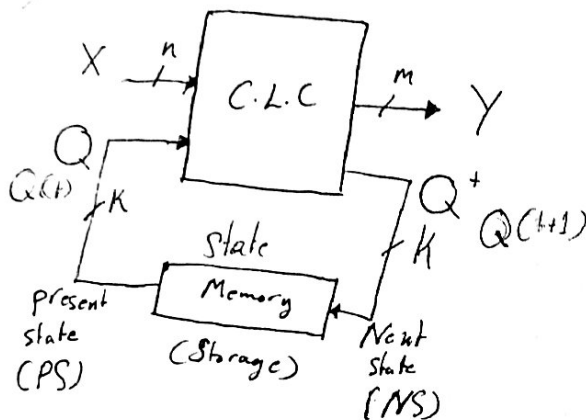 n
X
C.L.C
m
Y
Q
Q(t)
K
Q+
Q(t+1)
K
State
Memory
(Storage)
present
state
(PS)
Next
state
(NS)